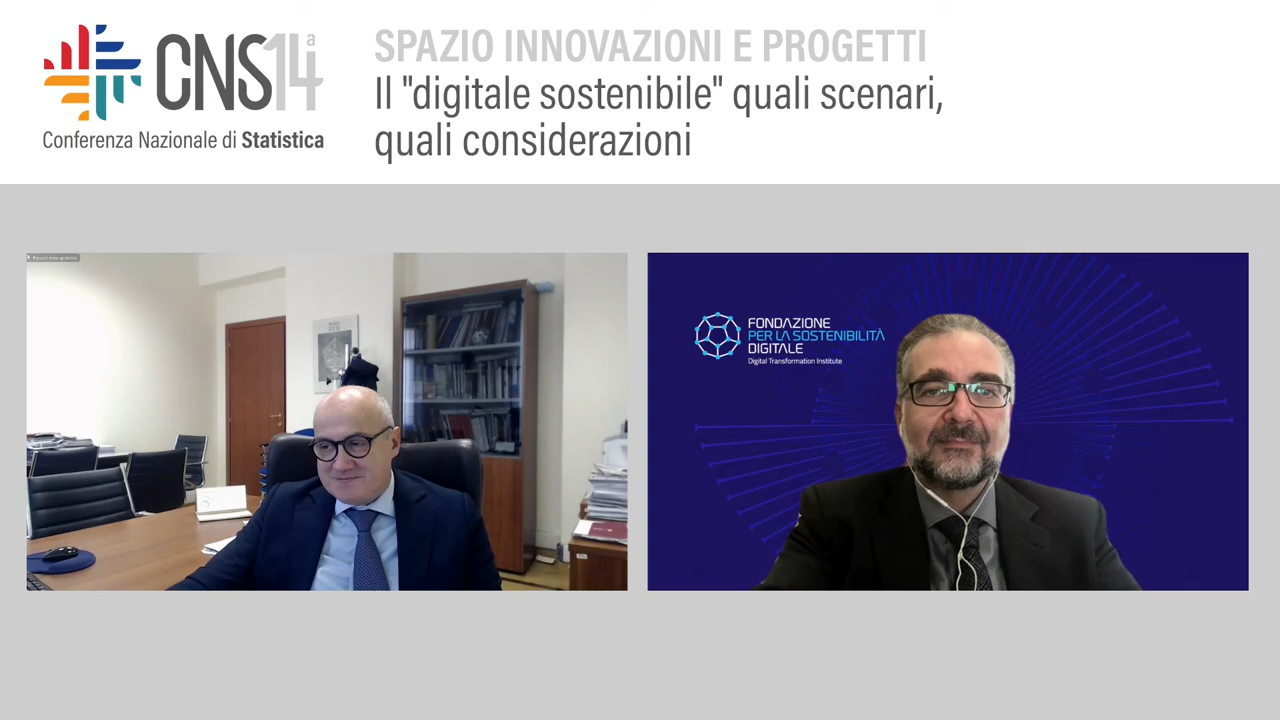 CNS14ª
Conferenza Nazionale di Statistica
SPAZIO INNOVAZIONI E PROGETTI
Il "digitale sostenibile" quali scenari,
quali considerazioni
FONDAZIONE
PER LA SOSTENIBILITÀ
DIGITALE
Digital Transformation Institute